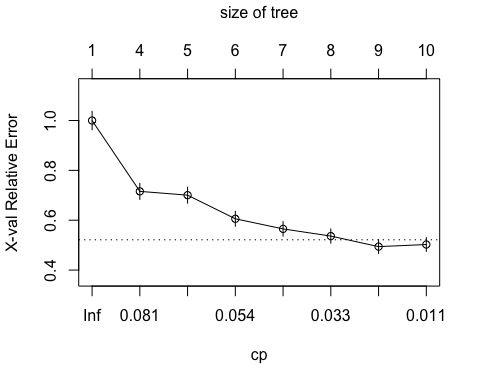 size of tree
1 4 5 6 7 8 9 10
X-val Relative Error
1.0
0.8
0.6
0.4
Inf 0.081 0.054 0.033 0.011
cp